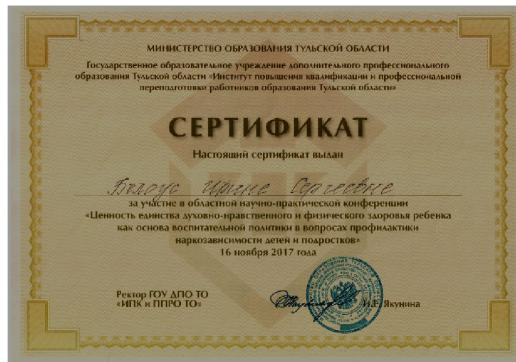 МИНИСТЕРСТВО ОБРАЗОВАНИЯ ТУЛЬСКОЙ ОБЛАСТИ
Государственное образовательное учреждение дополнительного профессионального
образования Тульской области «Институт повышения квалификации и профессиональной
переподготовки работников образования Тульской области»
СЕРТИФИКАТ
Настоящий сертификат выдан
Белоус Ирине Сергеевне
за участие в областной научно-практической конференции
«Ценность единства духовно-нравственного и физического здоровья ребенка
как основа воспитательной политики в вопросах профилактики
наркозависимости детей и подростков»
16 ноября 2017 года
Ректор ГОУ ДПО ТО
«ИПК и ППРО ТО»
И.Е. Якунина